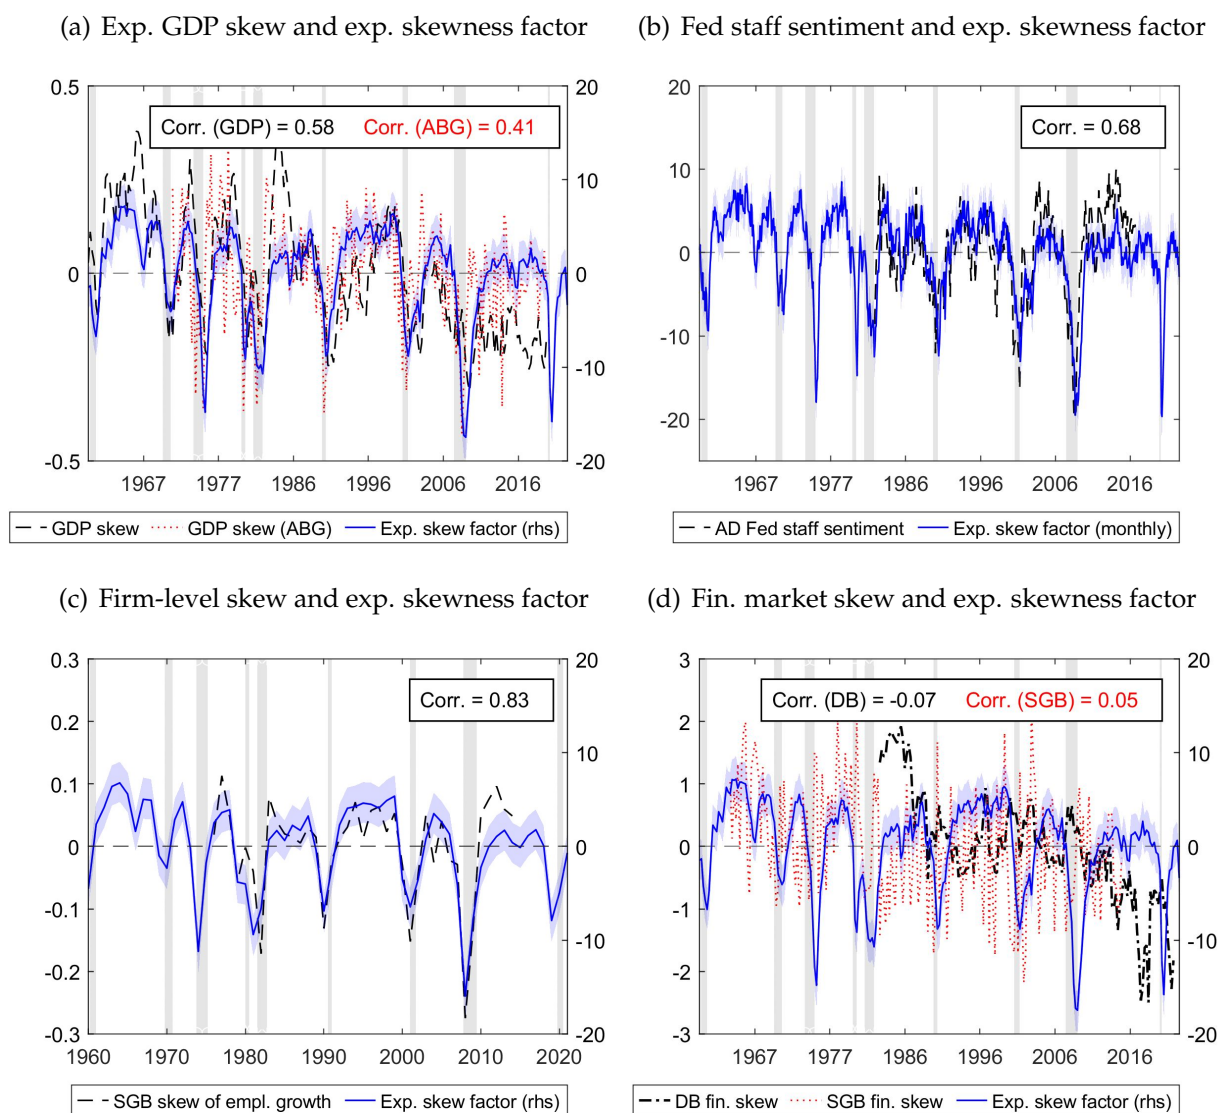 (a) Exp. GDP skew and exp. skewness factor
0.5
0
-0.5
20
10
0
-10
-20
Corr. (GDP) = 0.58 Corr. (ABG) = 0.41
1967 1977 1986 1996 2006 2016
GDP skew GDP skew (ABG) Exp. skew factor (rhs)
(b) Fed staff sentiment and exp. skewness factor
20
10
0
-10
-20
Corr. = 0.68
1967 1977 1986 1996 2006 2016
AD Fed staff sentiment Exp. skew factor (monthly)
(c) Firm-level skew and exp. skewness factor
0.3
0.2
0.1
0
-0.1
-0.2
-0.3
20
10
0
-10
-20
Corr. = 0.83
1960 1970 1980 1990 2000 2010 2020
SGB skew of empl. growth Exp. skew factor (rhs)
(d) Fin. market skew and exp. skewness factor
3
2
1
0
-1
-2
-3
20
10
0
-10
-20
Corr. (DB) = -0.07 Corr. (SGB) = 0.05
1967 1977 1986 1996 2006 2016
DB fin. skew SGB fin. skew Exp. skew factor (rhs)